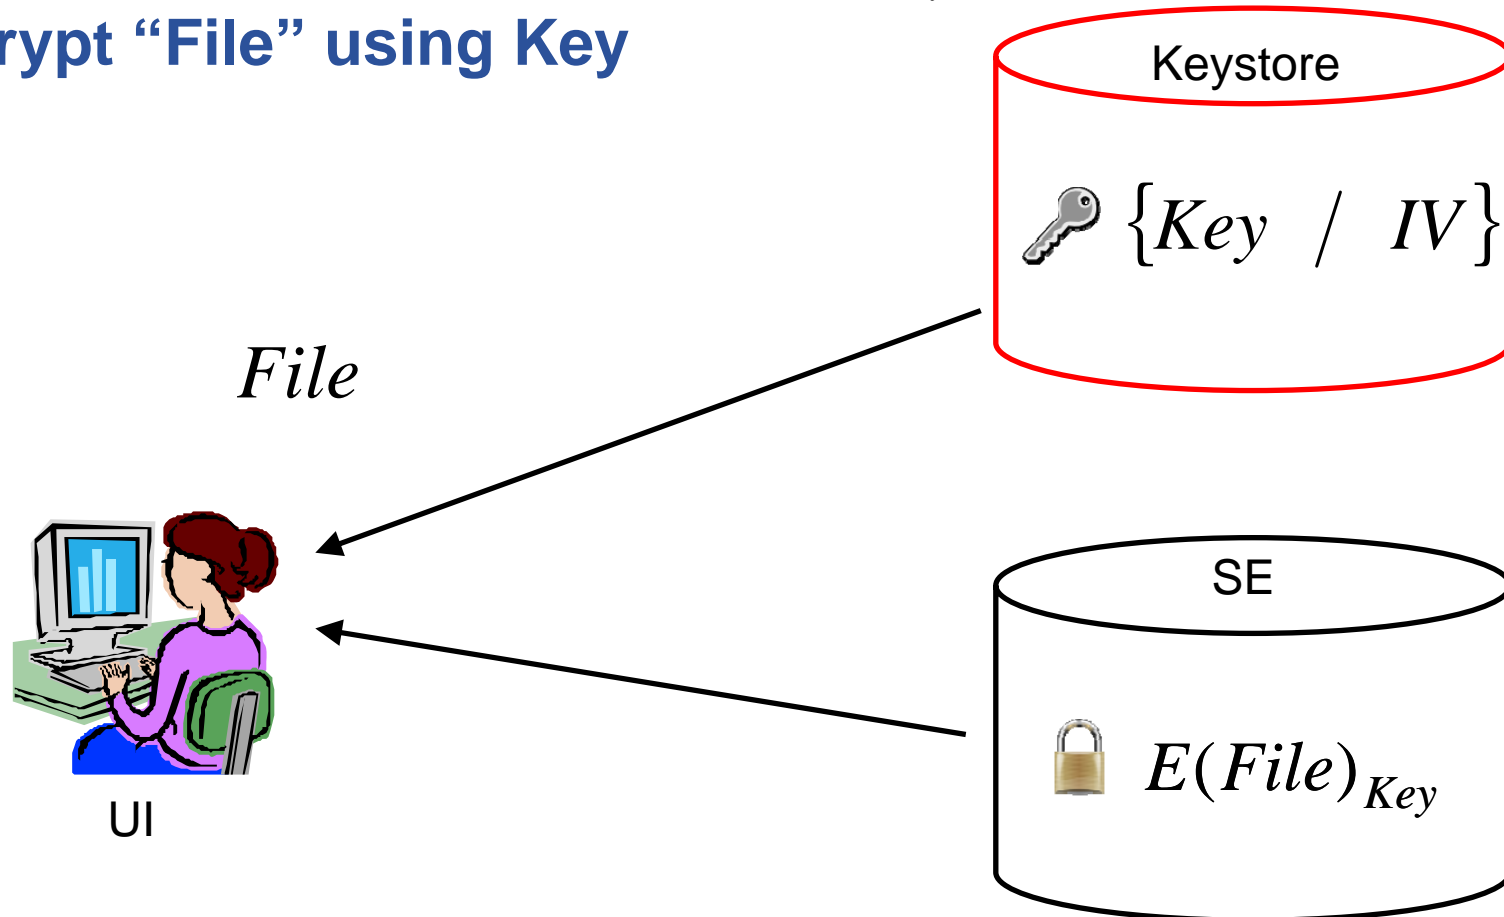 rypt “File” using Key
Keystore
{Key / IV}
File
SE
E(File)Key
UI